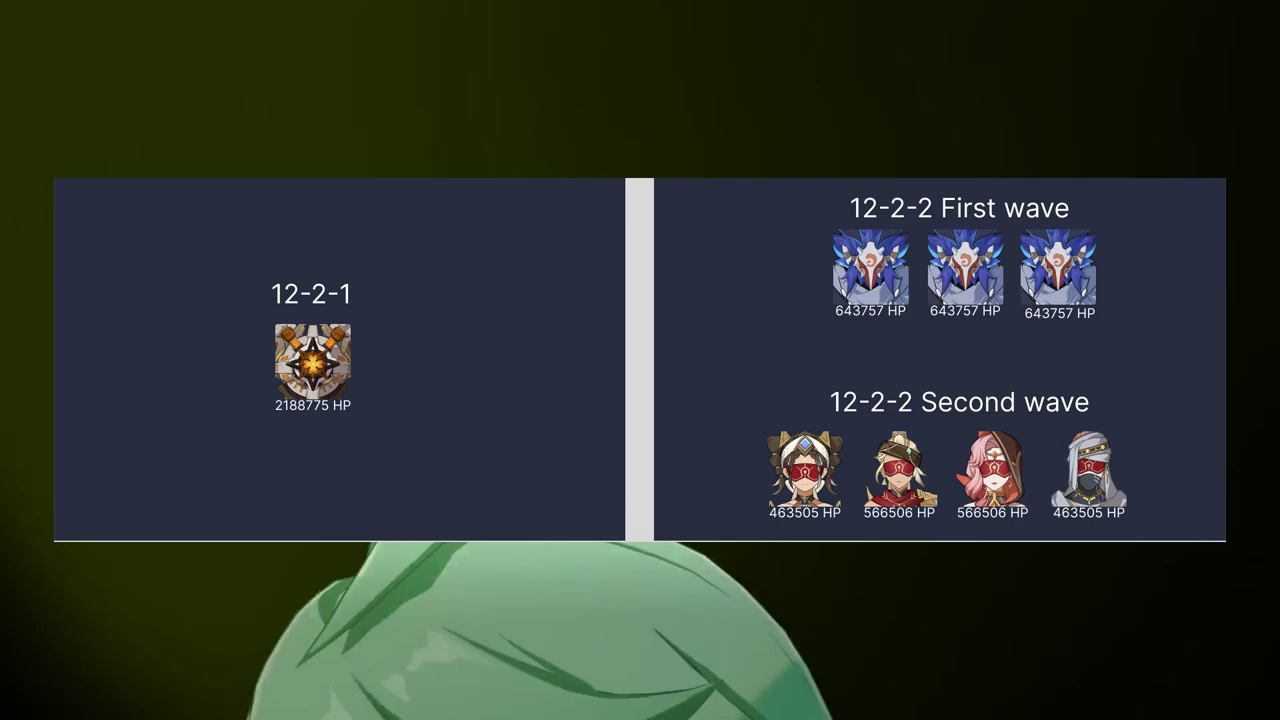 12-2-1
2188775 HP
12-2-2 First wave
643757 HP 643757 HP 643757 HP
12-2-2 Second wave
463505 HP 566506 HP 566506 HP 463505 HP